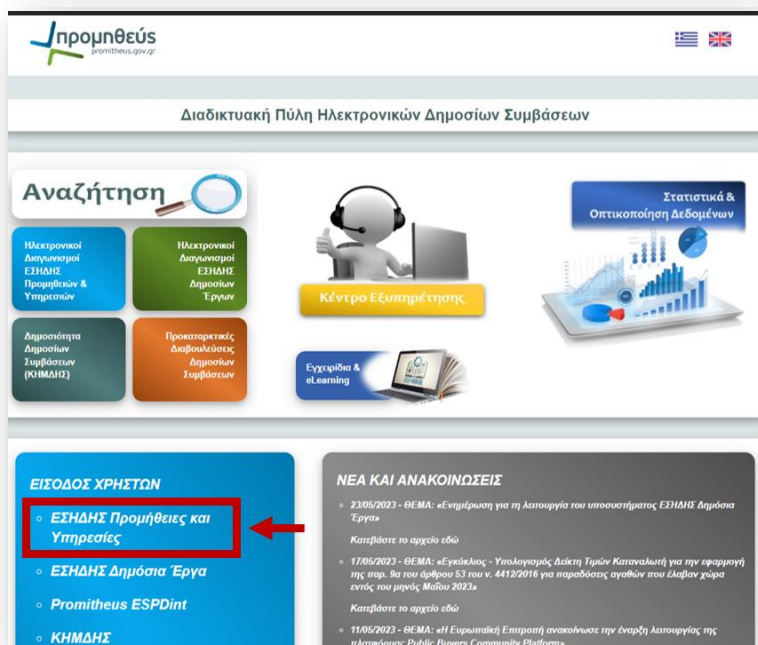 προμηθεύς
promitheus.gov.gr
Διαδικτυακή Πύλη Ηλεκτρονικών Δημοσίων Συμβάσεων
Αναζήτηση
Ηλεκτρονικοί
Διαγωνισμοί
ΕΣΗΔΗΣ
Προμηθειών &
Υπηρεσιών
Ηλεκτρονικοί
Διαγωνισμοί
ΕΣΗΔΗΣ
Δημοσίων
Έργων
Δημοσιότητα
Δημοσίων
Συμβάσεων
(ΚΗΜΔΗΣ)
Προκαταρκτικές
Διαβουλεύσεις
Δημοσίων
Συμβάσεων
Κέντρο Εξυπηρέτησης
Εγχειρίδια &
eLearning
Στατιστικά &
Οπτικοποίηση Δεδομένων
ΕΙΣΟΔΟΣ ΧΡΗΣΤΩΝ
ΕΣΗΔΗΣ Προμήθειες και
Υπηρεσίες
ΕΣΗΔΗΣ Δημόσια Έργα
Promitheus ESPDint
ΚΗΜΔΗΣ
ΝΕΑ ΚΑΙ ΑΝΑΚΟΙΝΩΣΕΙΣ
23/05/2023 - ΘΕΜΑ: «Ενημέρωση για τη λειτουργία του υποσυστήματος ΕΣΗΔΗΣ Δημόσια
Έργα»
Κατεβάστε το αρχείο εδώ
17/05/2023 - ΘΕΜΑ: «Εγκύκλιος - Υπολογισμός Δείκτη Τιμών Καταναλωτή για την εφαρμογή
της παρ. 9α του άρθρου 53 του ν. 4412/2016 για παραδόσεις αγαθών που έλαβαν χώρα
εντός του μηνός Μαΐου 2023»
Κατεβάστε το αρχείο εδώ
11/05/2023 - ΘΕΜΑ: «Η Ευρωπαϊκή Επιτροπή ανακοίνωσε την έναρξη λειτουργίας της
πλατφόρμας Public Buyers Community Platform»